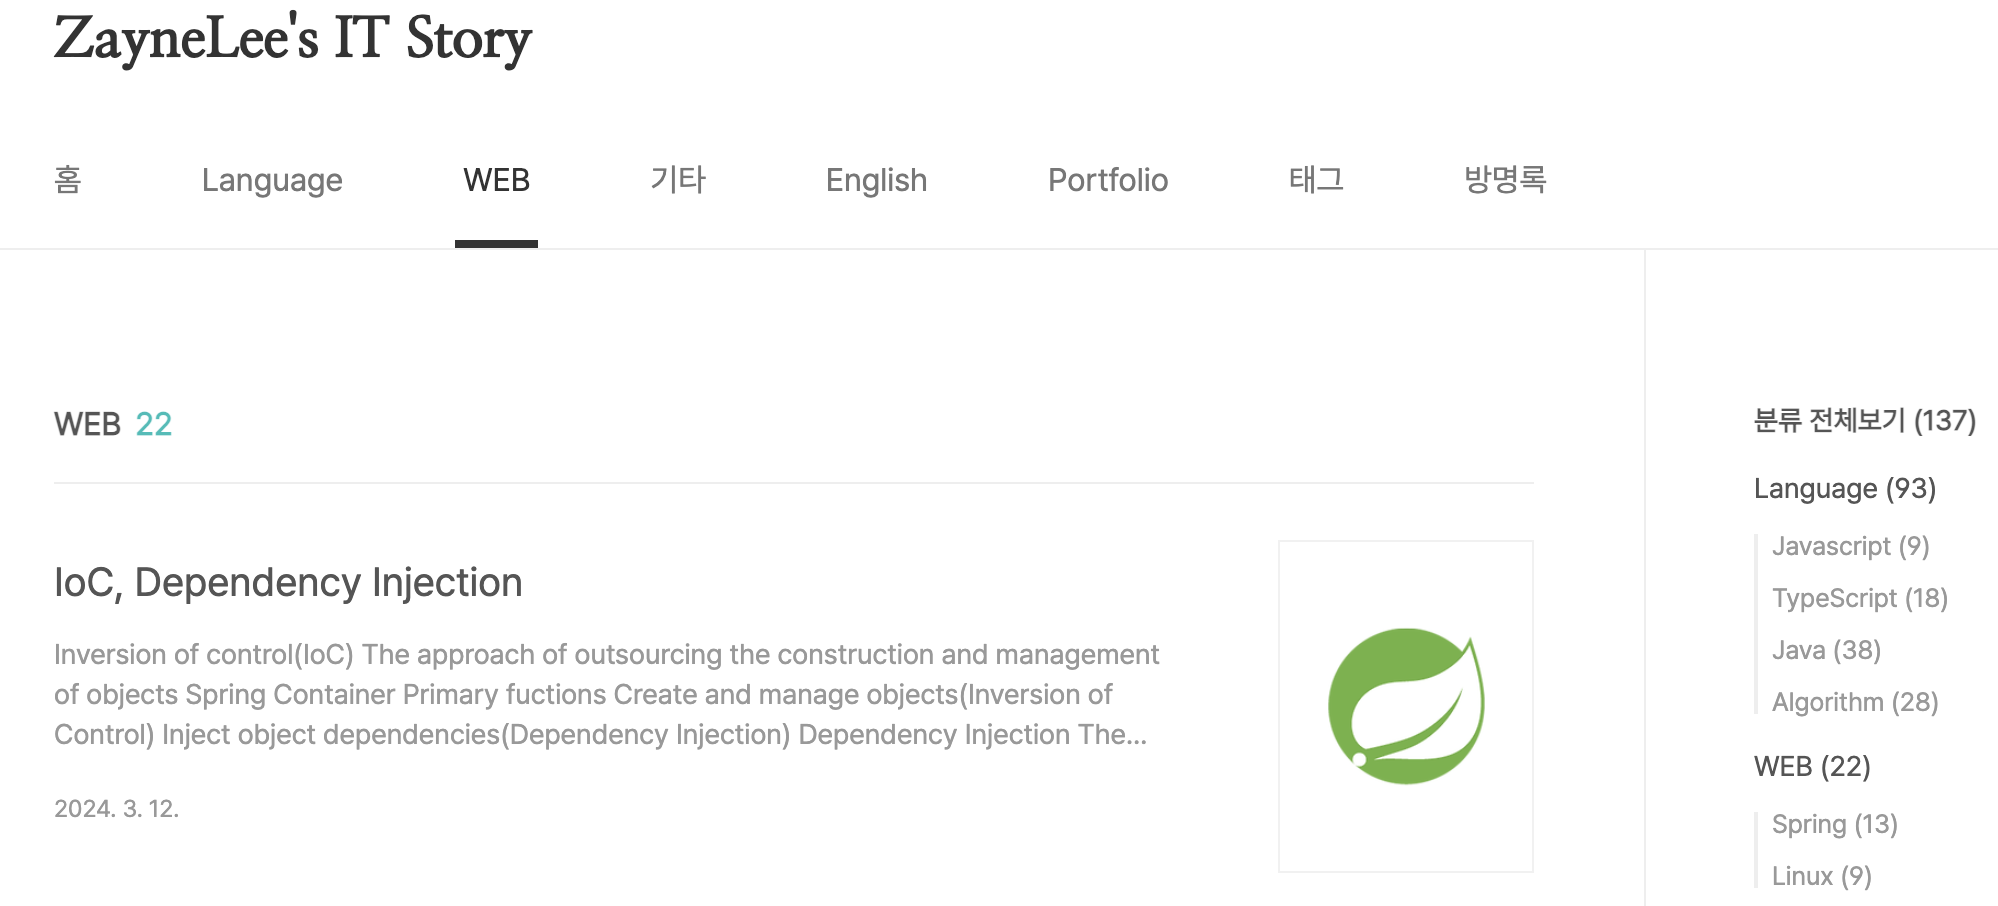 ZayneLee's IT Story
홈 Language WEB 기타 English Portfolio 태그 방명록
WEB 22
IoC, Dependency Injection
Inversion of control(IoC) The approach of outsourcing the construction and management
of objects Spring Container Primary fuctions Create and manage objects(Inversion of
Control) Inject object dependencies(Dependency Injection) Dependency Injection The...
2024. 3. 12.
분류 전체보기 (137)
Language (93)
Javascript (9)
TypeScript (18)
Java (38)
Algorithm (28)
WEB (22)
Spring (13)
Linux (9)